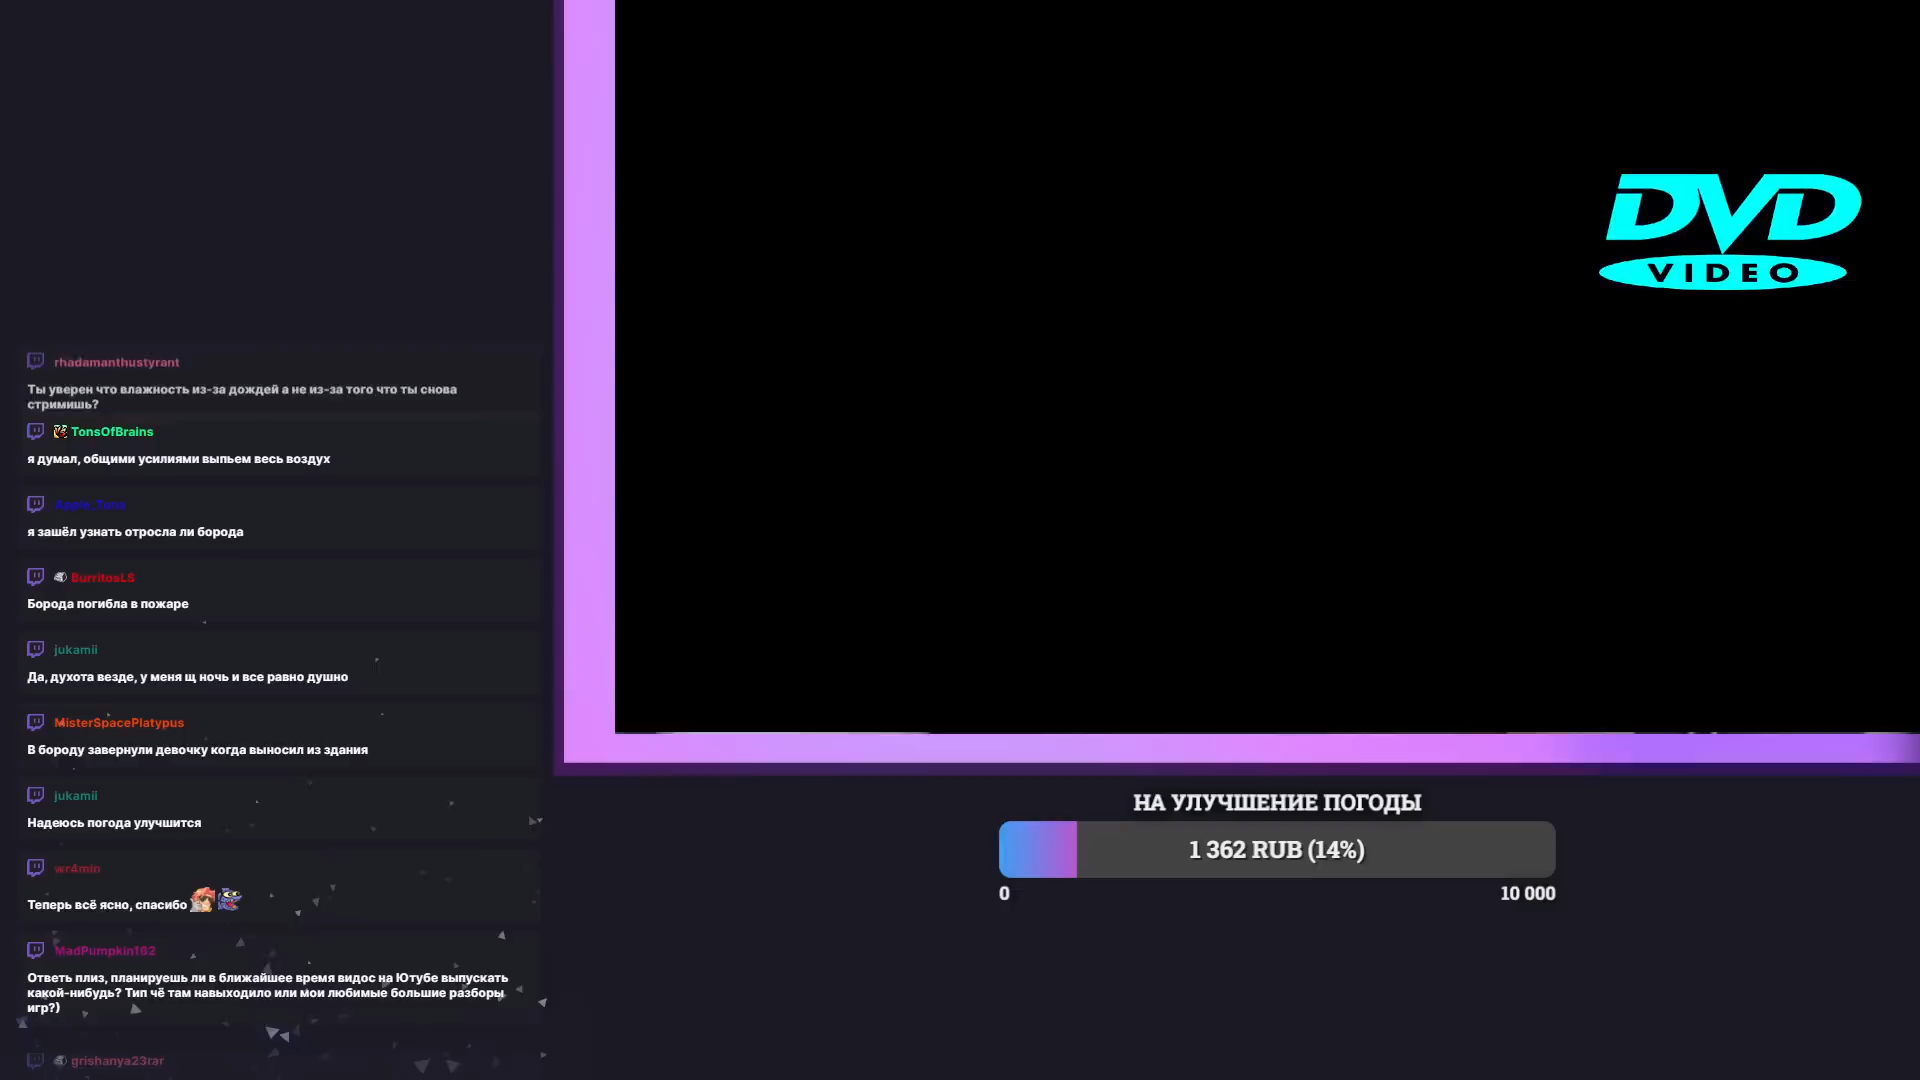 rhadamanthustyrant
Ты уверен что влажность из-за дождей а не из-за того что ты снова
стримишь?
TonsOfBrains
я думал, общими усилиями выпьем весь воздух
Apple_Tons
я зашёл узнать отросла ли борода
BurritosLS
Борода погибла в пожаре
jukamii
Да, духота везде, у меня щ ночь и все равно душно
MisterSpacePlatypus
В бороду завернули девочку когда выносил из здания
jukamii
Надеюсь погода улучшится
wr4min
Теперь всё ясно, спасибо
MadPumpkin162
Ответь плиз, планируешь ли в ближайшее время видос на Ютубе выпускать
какой-нибудь? Тип чё там навыходило или мои любимые большие разборы
игр?)
grishanya23rar
DVD
VIDEO
НА УЛУЧШЕНИЕ ПОГОДЫ
1 362 RUB (14%)
0
10 000